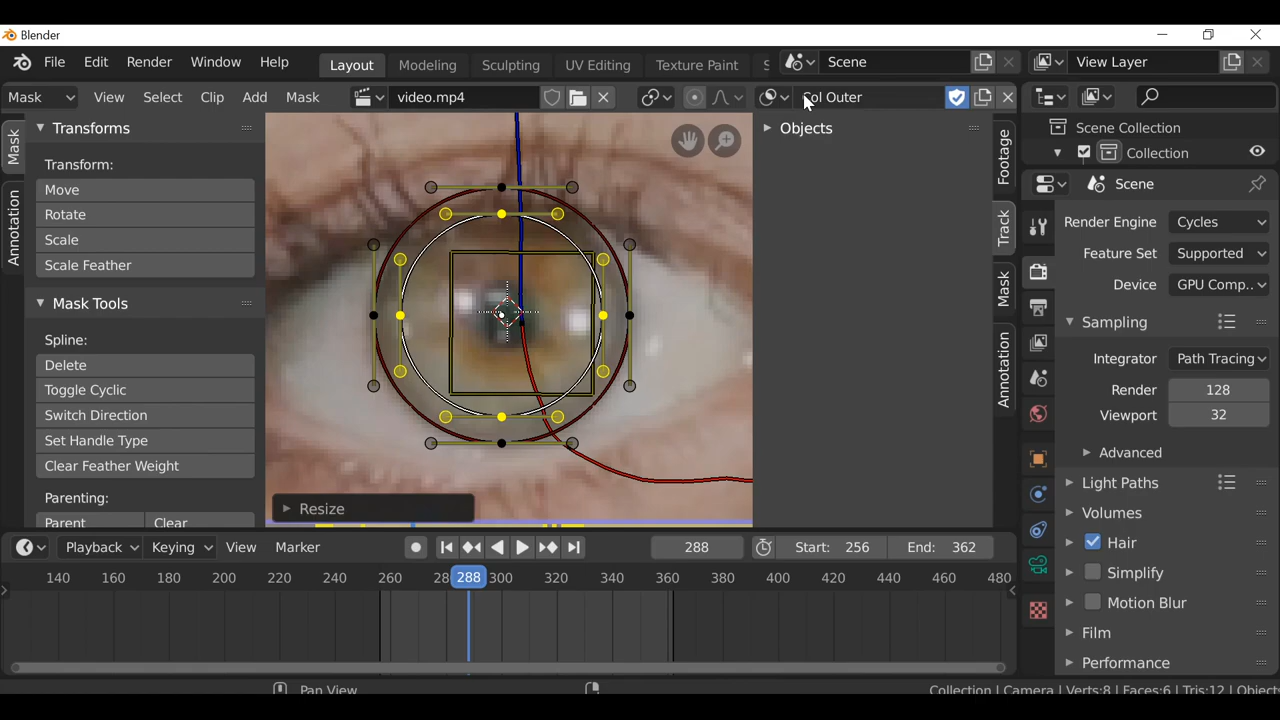 Blender
File Edit Render Window Help Layout Modeling Sculpting UV Editing Texture Paint Scene View Layer
Mask View Select Clip Add Mask video.mp4 Col Outer
Mask
Annotation
Transforms
Transform:
Move
Rotate
Scale
Scale Feather
Mask Tools
Spline:
Delete
Toggle Cyclic
Switch Direction
Set Handle Type
Clear Feather Weight
Parenting:
Parent Clear
Resize
Objects
Footage
Track
Mask
Annotation
Scene Collection
Collection
Scene
Render Engine Cycles
Feature Set Supported
Device GPU Comp..
Sampling
Integrator Path Tracing
Render 128
Viewport 32
Advanced
Light Paths
Volumes
Hair
Simplify
Motion Blur
Film
Performance
Playback Keying View Marker 288 Start: 256 End: 362
140 160 180 200 220 240 260 28 288 300 320 340 360 380 400 420 440 460 480
Pan View Collection | Camera | Verts:8 | Faces:6 | Tris:12 | Objects